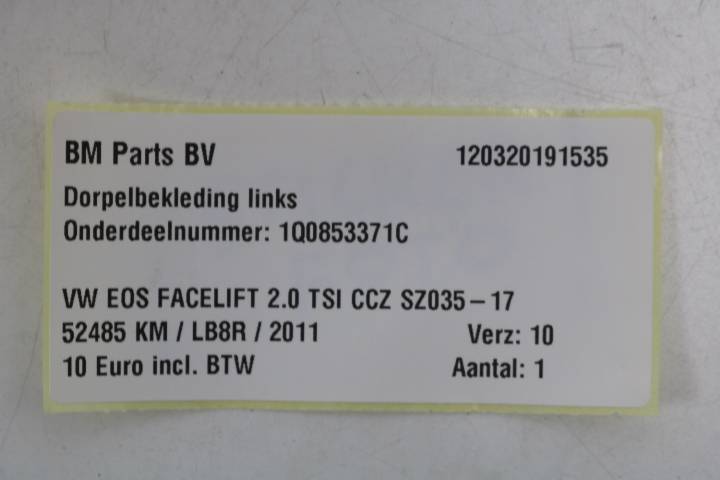 BM Parts BV 120320191535
Dorpelbekleding links
Onderdeelnummer: 1Q0853371C
VW EOS FACELIFT 2.0 TSI CCZ SZ035 – 17
52485 KM / LB8R / 2011 Verz: 10
10 Euro incl. BTW Aantal: 1